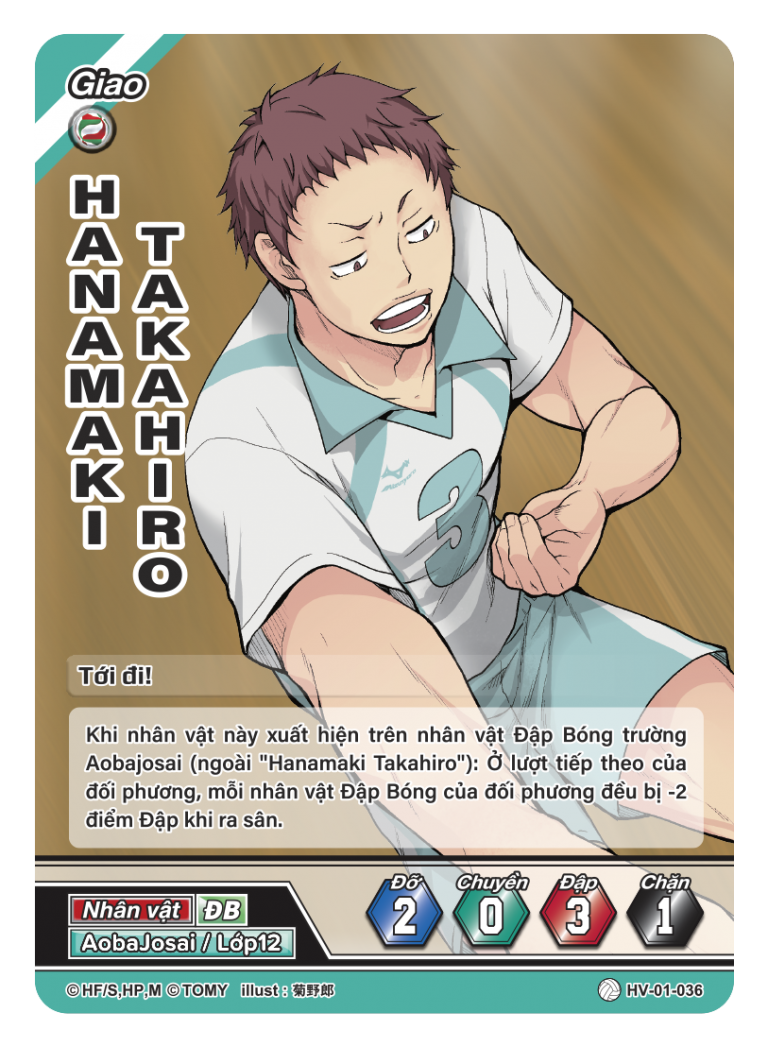 Giao
HANAMAKI
TAKAHIRO
3
Tới đi!
Khi nhân vật này xuất hiện trên nhân vật Đập Bóng trường
Aobajosai (ngoài "Hanamaki Takahiro"): Ở lượt tiếp theo của
đối phương, mỗi nhân vật Đập Bóng của đối phương đều bị -2
điểm Đập khi ra sân.
Đỡ Chuyền Đập Chặn
2 0 3 1
Nhân vật ĐB
AobaJosai / Lớp12
©HF/S,HP,M ©TOMY illust : 菊野郎
HV-01-036